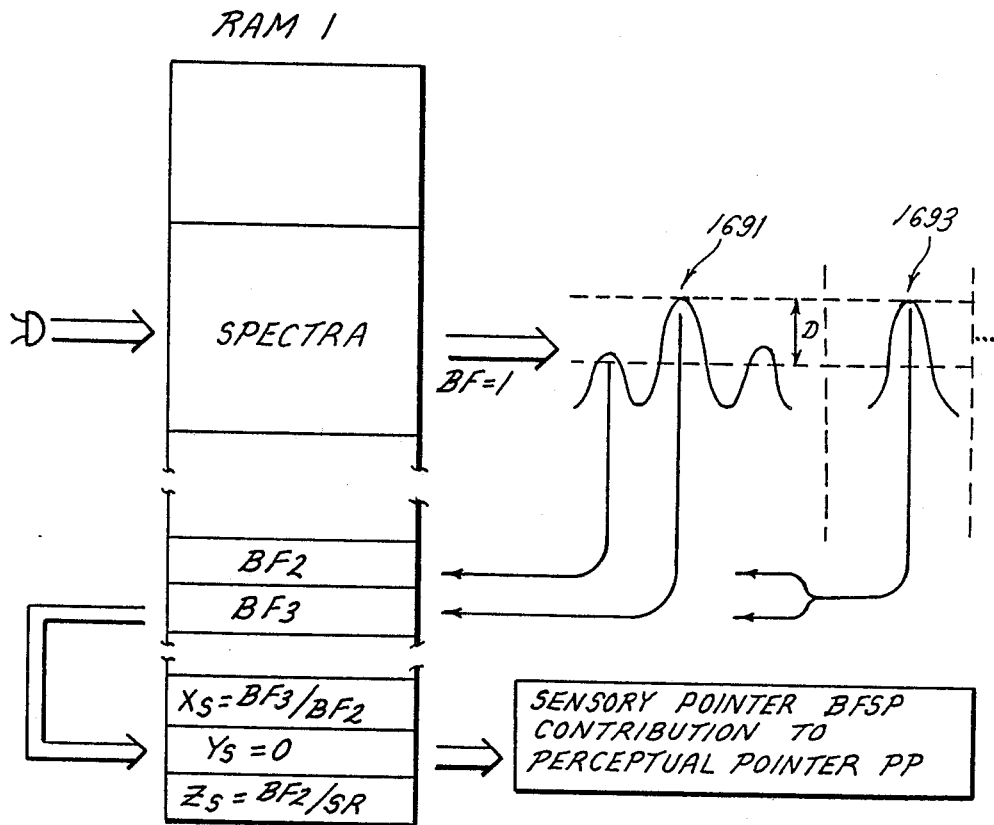 RAM 1
1691
1693
SPECTRA
BF=1
D
...
BF2
BF3
XS=BF3/BF2
YS=0
ZS=BF2/SR
SENSORY POINTER BFSP
CONTRIBUTION TO
PERCEPTUAL POINTER PP